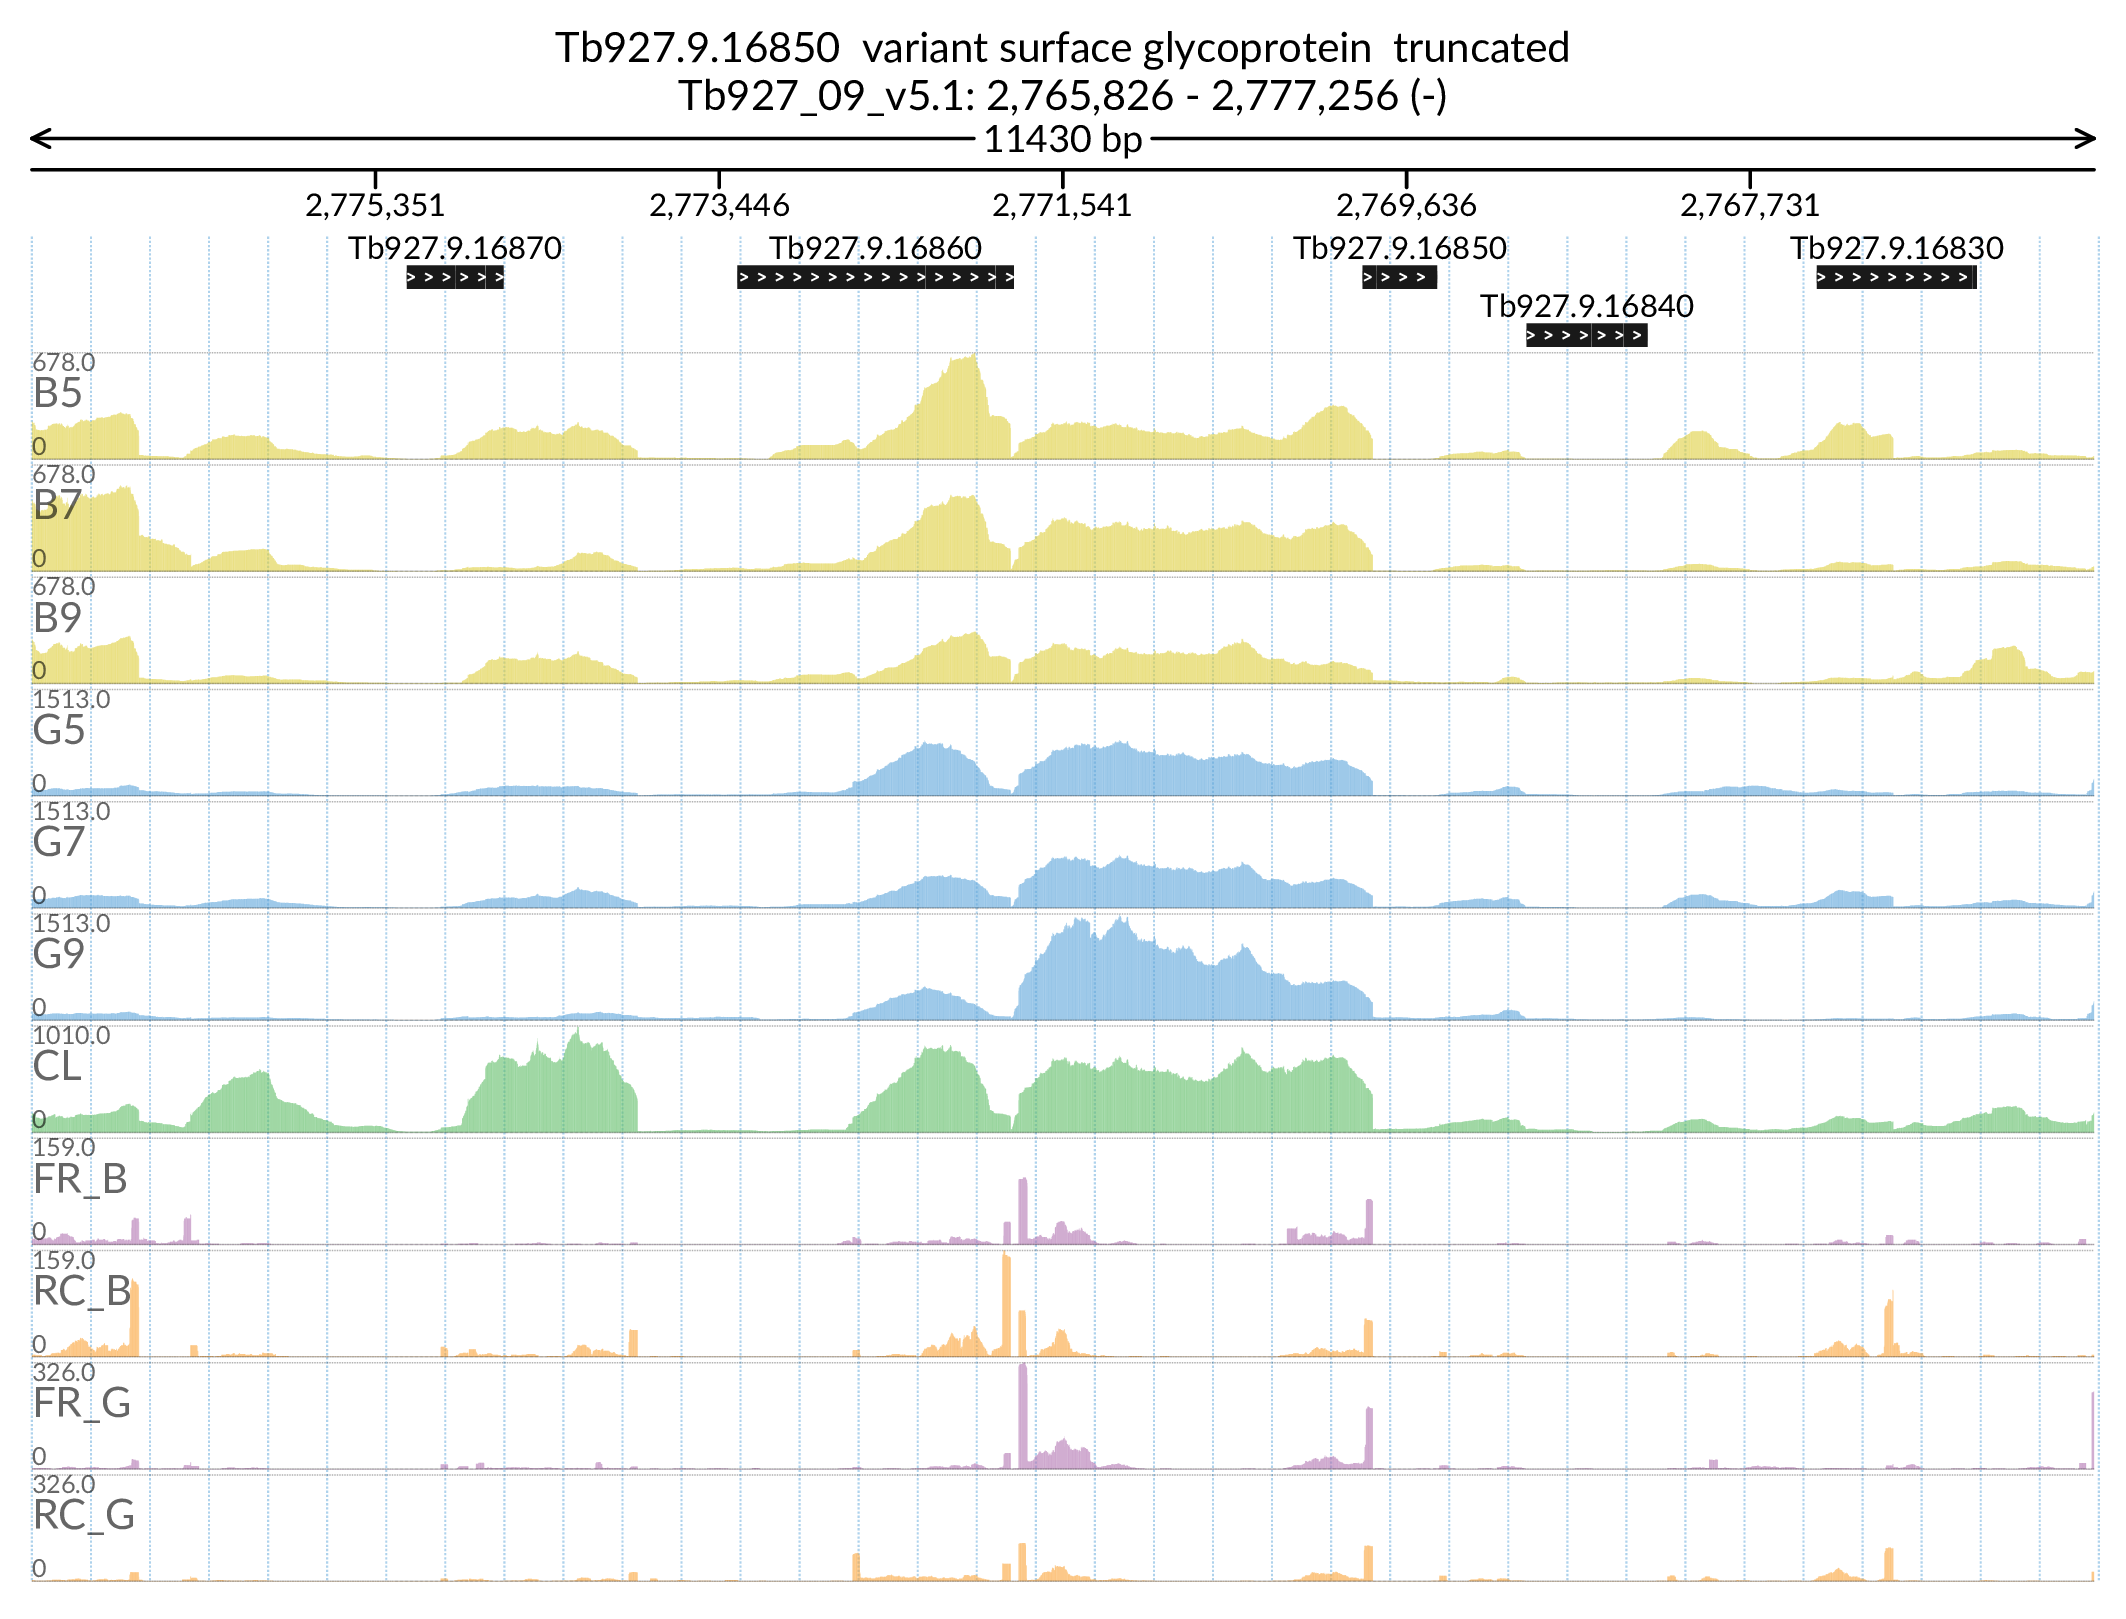 Tb927.9.16850  variant surface glycoprotein  truncated
Tb927_09_v5.1: 2,765,826 - 2,777,256 (-)
11430 bp
2,775,351 2,773,446 2,771,541 2,769,636 2,767,731
Tb927.9.16870 Tb927.9.16860 Tb927.9.16850 Tb927.9.16830
Tb927.9.16840
678.0
B5
0
678.0
B7
0
678.0
B9
0
1513.0
G5
0
1513.0
G7
0
1513.0
G9
0
1010.0
CL
0
159.0
FR_B
0
159.0
RC_B
0
326.0
FR_G
0
326.0
RC_G
0